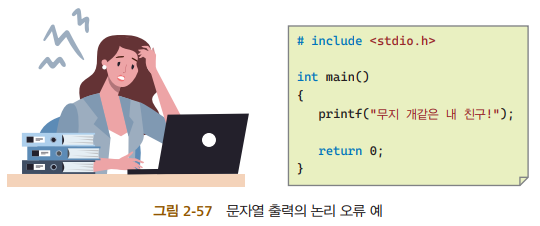 # include <stdio.h>
int main()
{
printf("무지 개같은 내 친구!");
return 0;
}
그림 2-57 문자열 출력의 논리 오류 예